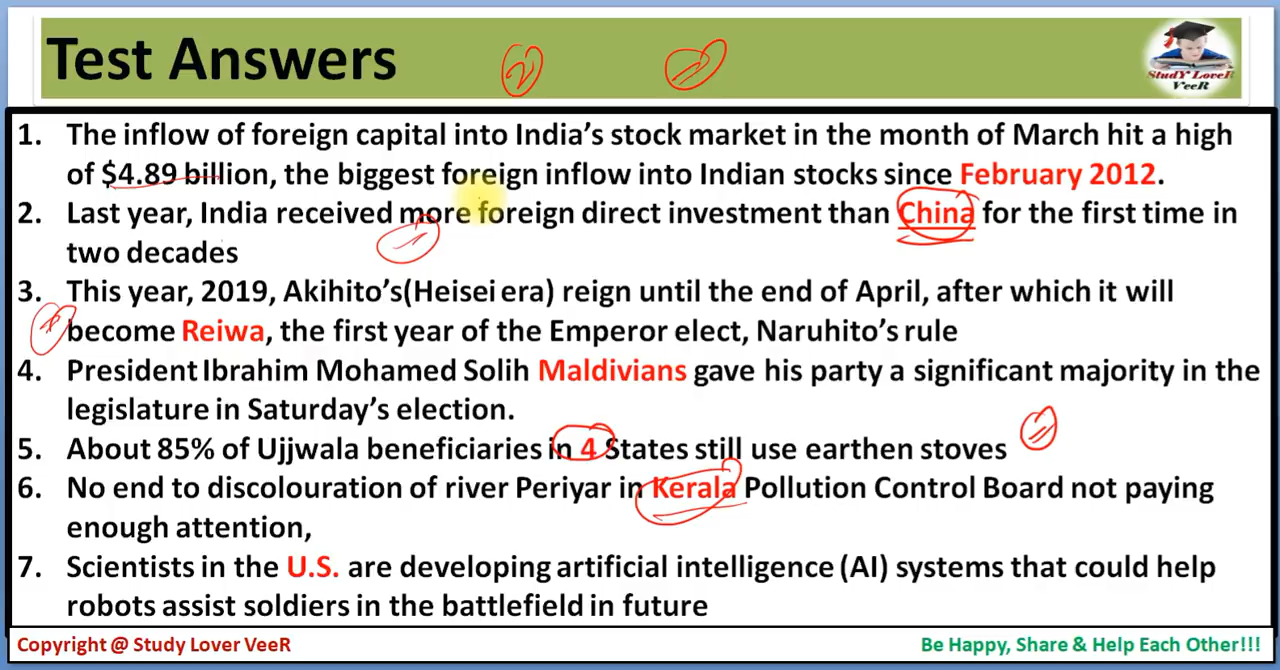 Test Answers
StudY LoveR
VeeR
1. The inflow of foreign capital into India's stock market in the month of March hit a high
of $4.89 billion, the biggest foreign inflow into Indian stocks since February 2012.
2. Last year, India received more foreign direct investment than China for the first time in
two decades
3. This year, 2019, Akihito's(Heisei era) reign until the end of April, after which it will
become Reiwa, the first year of the Emperor elect, Naruhito's rule
4. President Ibrahim Mohamed Solih Maldivians gave his party a significant majority in the
legislature in Saturday's election.
5. About 85% of Ujjwala beneficiaries in 4 States still use earthen stoves
6. No end to discolouration of river Periyar in Kerala Pollution Control Board not paying
enough attention,
7. Scientists in the U.S. are developing artificial intelligence (AI) systems that could help
robots assist soldiers in the battlefield in future
Copyright @ Study Lover VeeR
Be Happy, Share & Help Each Other!!!